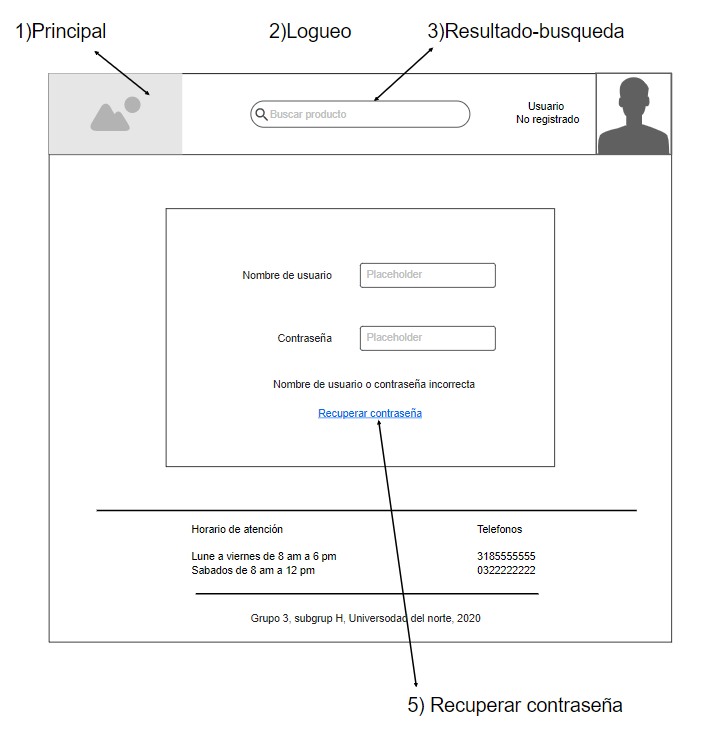 1)Principal
2)Logueo
3)Resultado-busqueda
Buscar producto
Usuario
No registrado
Nombre de usuario
Placeholder
Contraseña
Placeholder
Nombre de usuario o contraseña incorrecta
Recuperar contraseña
Horario de atención
Telefonos
Lune a viernes de 8 am a 6 pm
3185555555
Sabados de 8 am a 12 pm
0322222222
Grupo 3, subgrup H, Universodad del norte, 2020
5) Recuperar contraseña